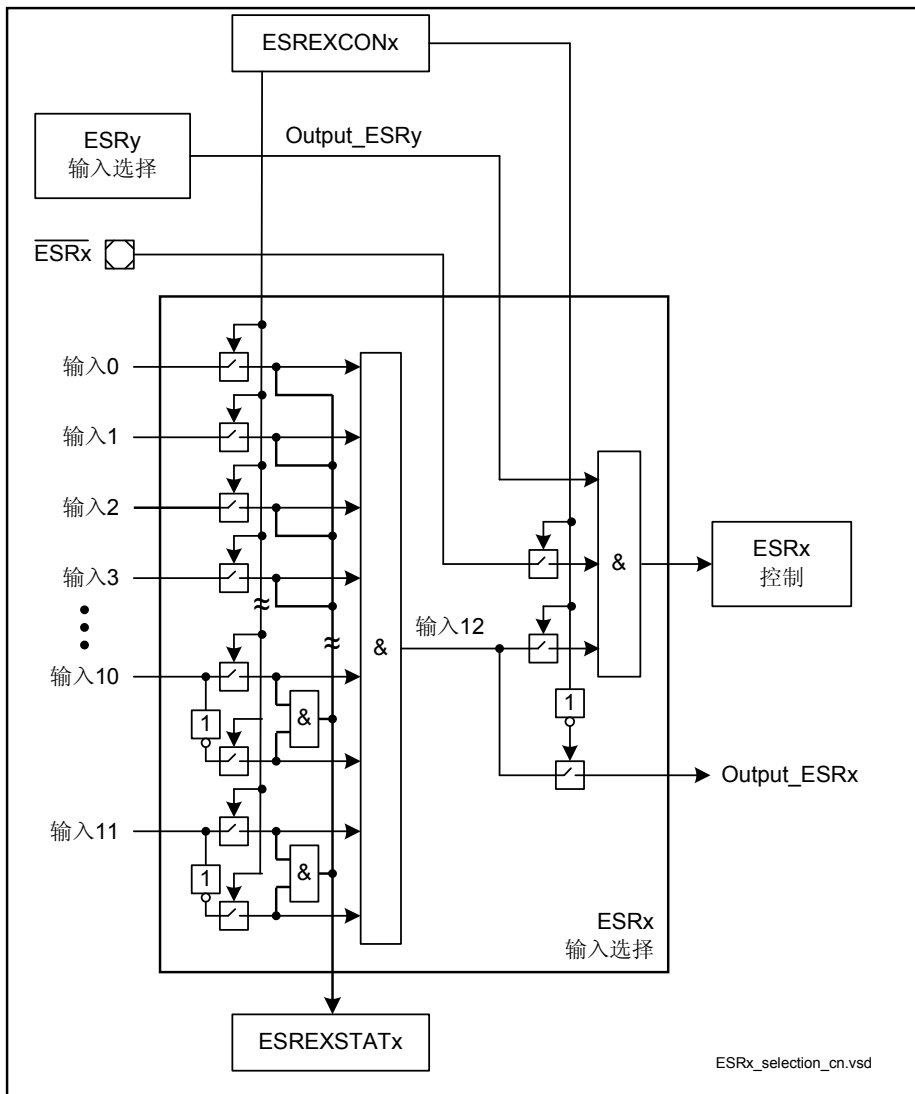 ESREXCONx
ESRy
输入选择
Output_ESRy
ESRx
输入0
输入1
输入2
输入3
输入10
输入11
1
1
&
&
&
输入12
&
1
ESRx
控制
Output_ESRx
ESRx
输入选择
ESREXSTATx
ESRx_selection_cn.vsd